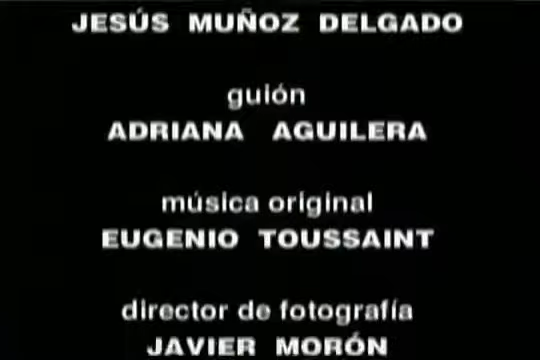 JESÚS MUÑOZ DELGADO
guión
ADRIANA AGUILERA
música original
EUGENIO TOUSSAINT
director de fotografía
JAVIER MORÓN